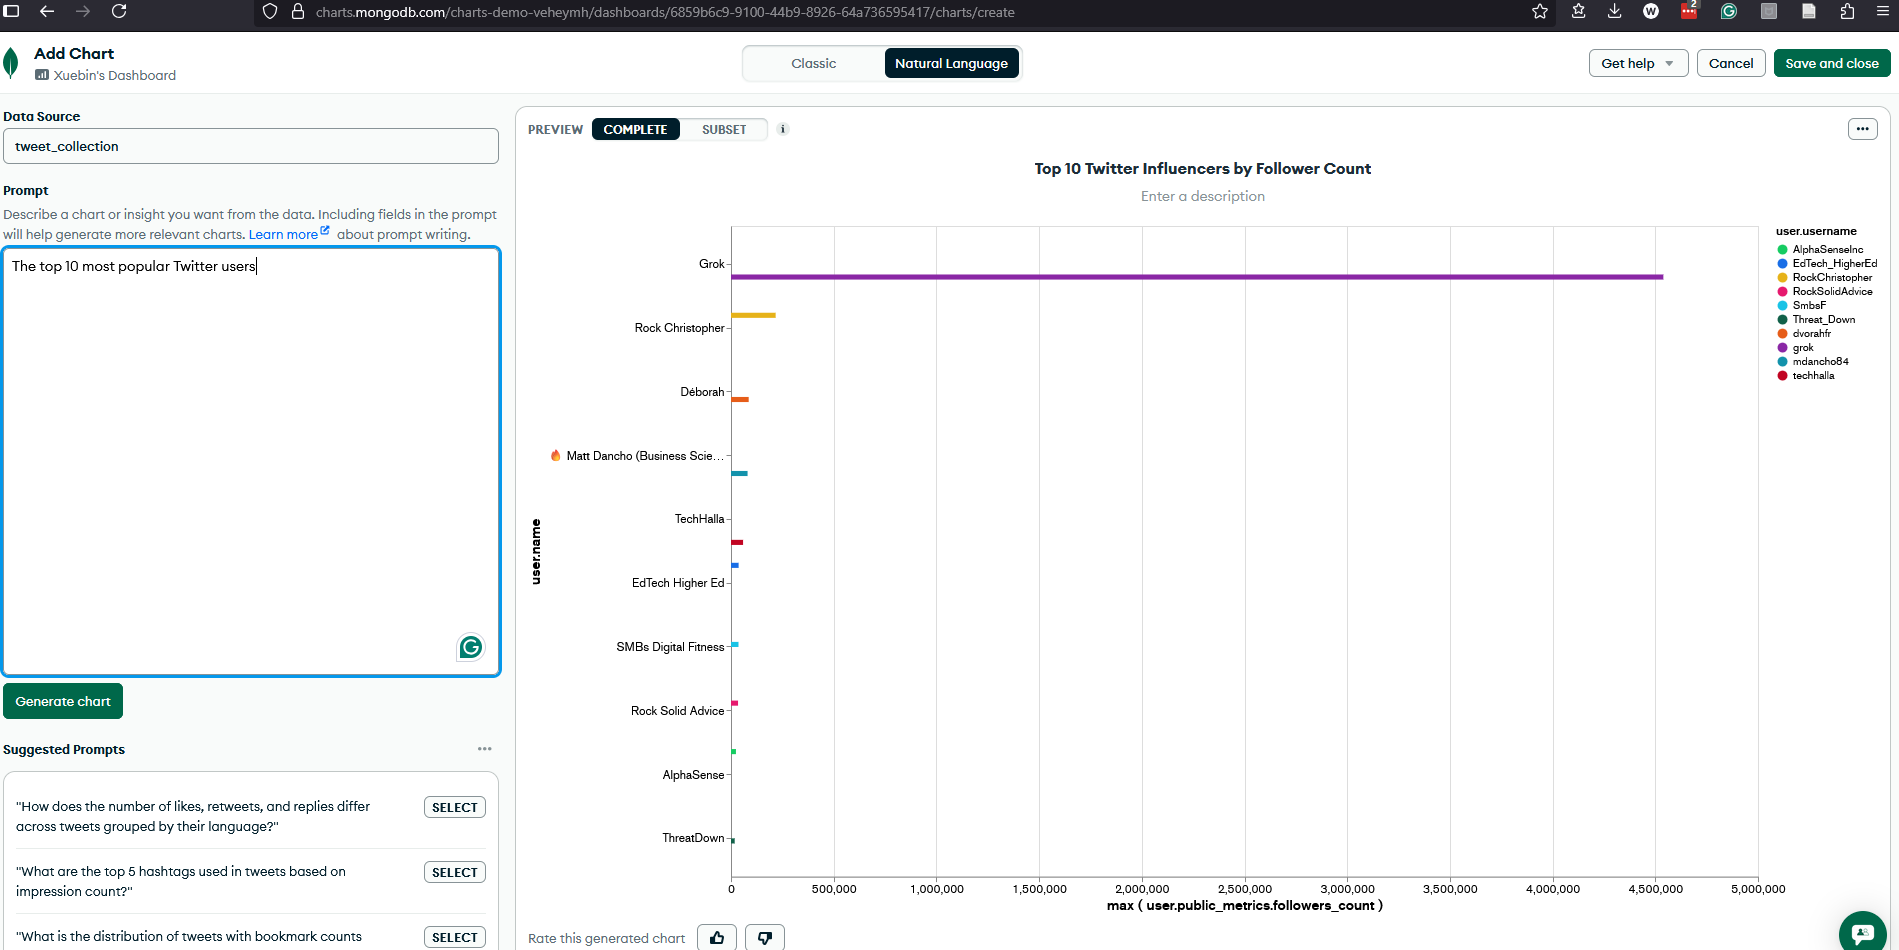 charts.mongodb.com/charts-demo-veheymh/dashboards/6859b6c9-9100-44b9-8926-64a736595417/charts/create
2
Add Chart
Xuebin's Dashboard
Classic
Natural Language
Get help
Cancel
Save and close
Data Source
tweet_collection
Prompt
Describe a chart or insight you want from the data. Including fields in the prompt
will help generate more relevant charts. Learn more about prompt writing.
The top 10 most popular Twitter users
Generate chart
Suggested Prompts
"How does the number of likes, retweets, and replies differ
across tweets grouped by their language?"
SELECT
"What are the top 5 hashtags used in tweets based on
impression count?"
SELECT
"What is the distribution of tweets with bookmark counts
SELECT
PREVIEW
COMPLETE
SUBSET
Top 10 Twitter Influencers by Follower Count
Enter a description
user.name
Grok
Rock Christopher
Déborah
🔥 Matt Dancho (Business Scie…
TechHalla
EdTech Higher Ed
SMBs Digital Fitness
Rock Solid Advice
AlphaSense
ThreatDown
0
500,000
1,000,000
1,500,000
2,000,000
2,500,000
3,000,000
3,500,000
4,000,000
4,500,000
5,000,000
max ( user.public_metrics.followers_count )
user.username
AlphaSenseInc
EdTech_HigherEd
RockChristopher
RockSolidAdvice
SmbsF
Threat_Down
dvorahfr
grok
mdancho84
techhalla
Rate this generated chart